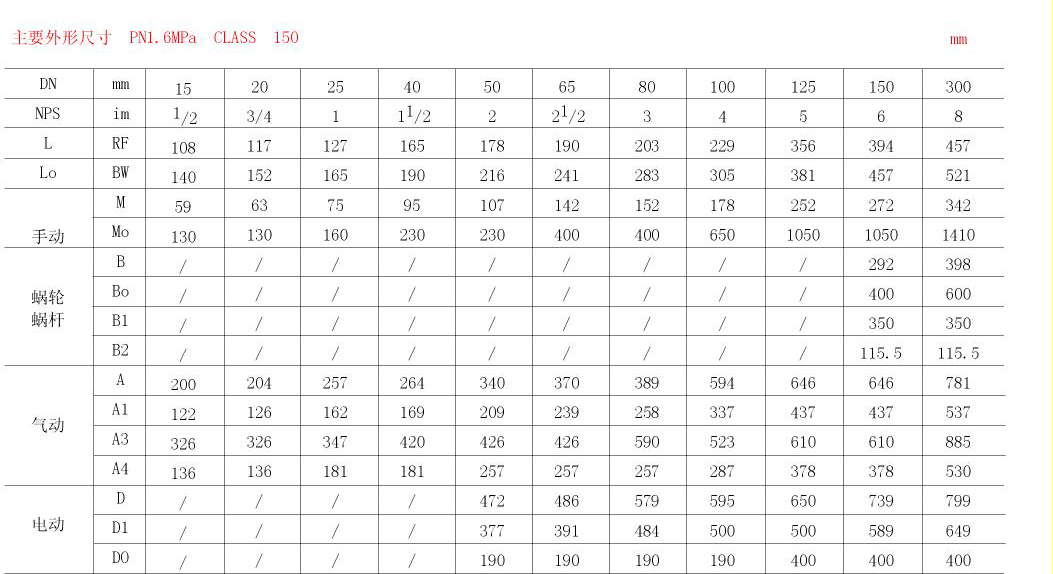 主要外形尺寸 PN1,6MPa CLASS 150 mm
DN mm 15 20 25 40 50 65 80 100 125 150 300
NPS im 1/2 3/4 1 11/2 2 21/2 3 4 5 6 8
L RF 108 117 127 165 178 190 203 229 356 394 457
Lo BW 140 152 165 190 216 241 283 305 381 457 521
M 59 63 75 95 107 142 152 178 252 272 342
手动 Mo 130 130 160 230 230 400 400 650 1050 1050 1410
B / / / / / / / / / 292 398
蜗轮 Bo / / / / / / / / / 400 600
蜗杆 B1 / / / / / / / / / 350 350
B2 / / / / / / / / / 115.5 115.5
A 200 204 257 264 340 370 389 594 646 646 781
气动 A1 122 126 162 169 209 239 258 337 437 437 537
A3 326 326 347 420 426 426 590 523 610 610 885
A4 136 136 181 181 257 257 257 287 378 378 530
D / / / / 472 486 579 595 650 739 799
电动 D1 / / / / 377 391 484 500 500 589 649
DO / / / / 190 190 190 190 400 400 400